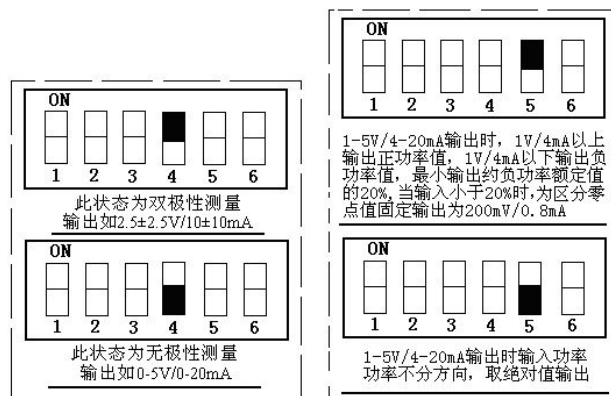 ON
1 2 3 4 5 6
此状态为双极性测量
输出如2.5±2.5V/10±10mA
ON
1 2 3 4 5 6
此状态为无极性测量
输出如0-5V/0-20mA
ON
1 2 3 4 5 6
1-5V/4-20mA输出时，1V/4mA以上
输出正功率值，1V/4mA以下输出负
功率值，最小输出约负功率额定值
的20%,当输入小于20%时,为区分零
点值固定输出为200mV/0.8mA
ON
1 2 3 4 5 6
1-5V/4-20mA输出时输入功率
功率不分方向，取绝对值输出